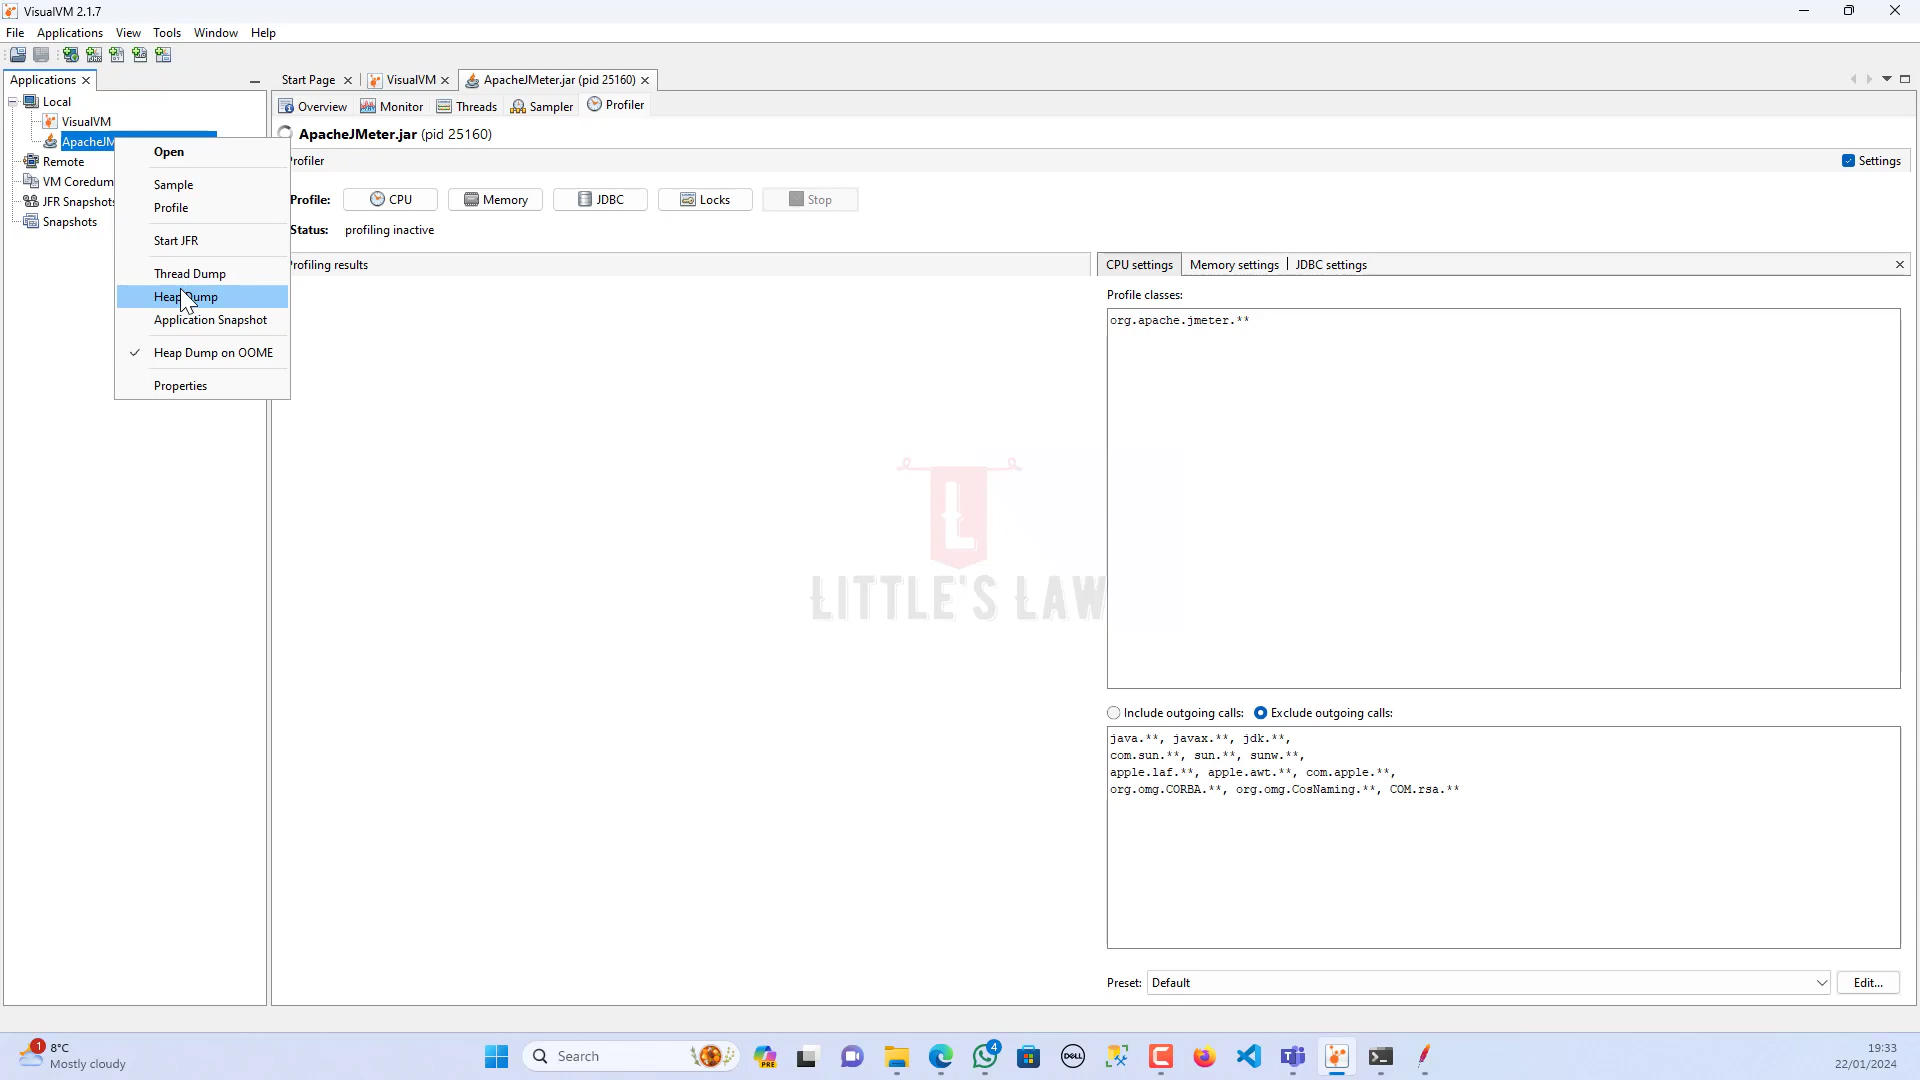 VisualVM 2.1.7
File Applications View Tools Window Help
Applications
Start Page
VisualVM
ApacheJMeter.jar (pid 25160)
Local
VisualVM
ApacheJM
Remote
VM Coredum
JFR Snapshots
Snapshots
Open
Sample
Profile
Start JFR
Thread Dump
Heap Dump
Application Snapshot
Heap Dump on OOME
Properties
Overview Monitor Threads Sampler Profiler
ApacheJMeter.jar (pid 25160)
rofiler
Settings
Profile: CPU Memory JDBC Locks Stop
Status: profiling inactive
rofiling results
CPU settings Memory settings JDBC settings
Profile classes:
org.apache.jmeter.**
LITTLE'S LAW
Include outgoing calls: Exclude outgoing calls:
java.**, javax.**, jdk.**,
com.sun.**, sun.**, sunw.**,
apple.laf.**, apple.awt.**, com.apple.**,
org.omg.CORBA.**, org.omg.CosNaming.**, COM.rsa.**
Preset: Default Edit...
1
8°C
Mostly cloudy
Search
PRE
4
DELL
19:33
22/01/2024